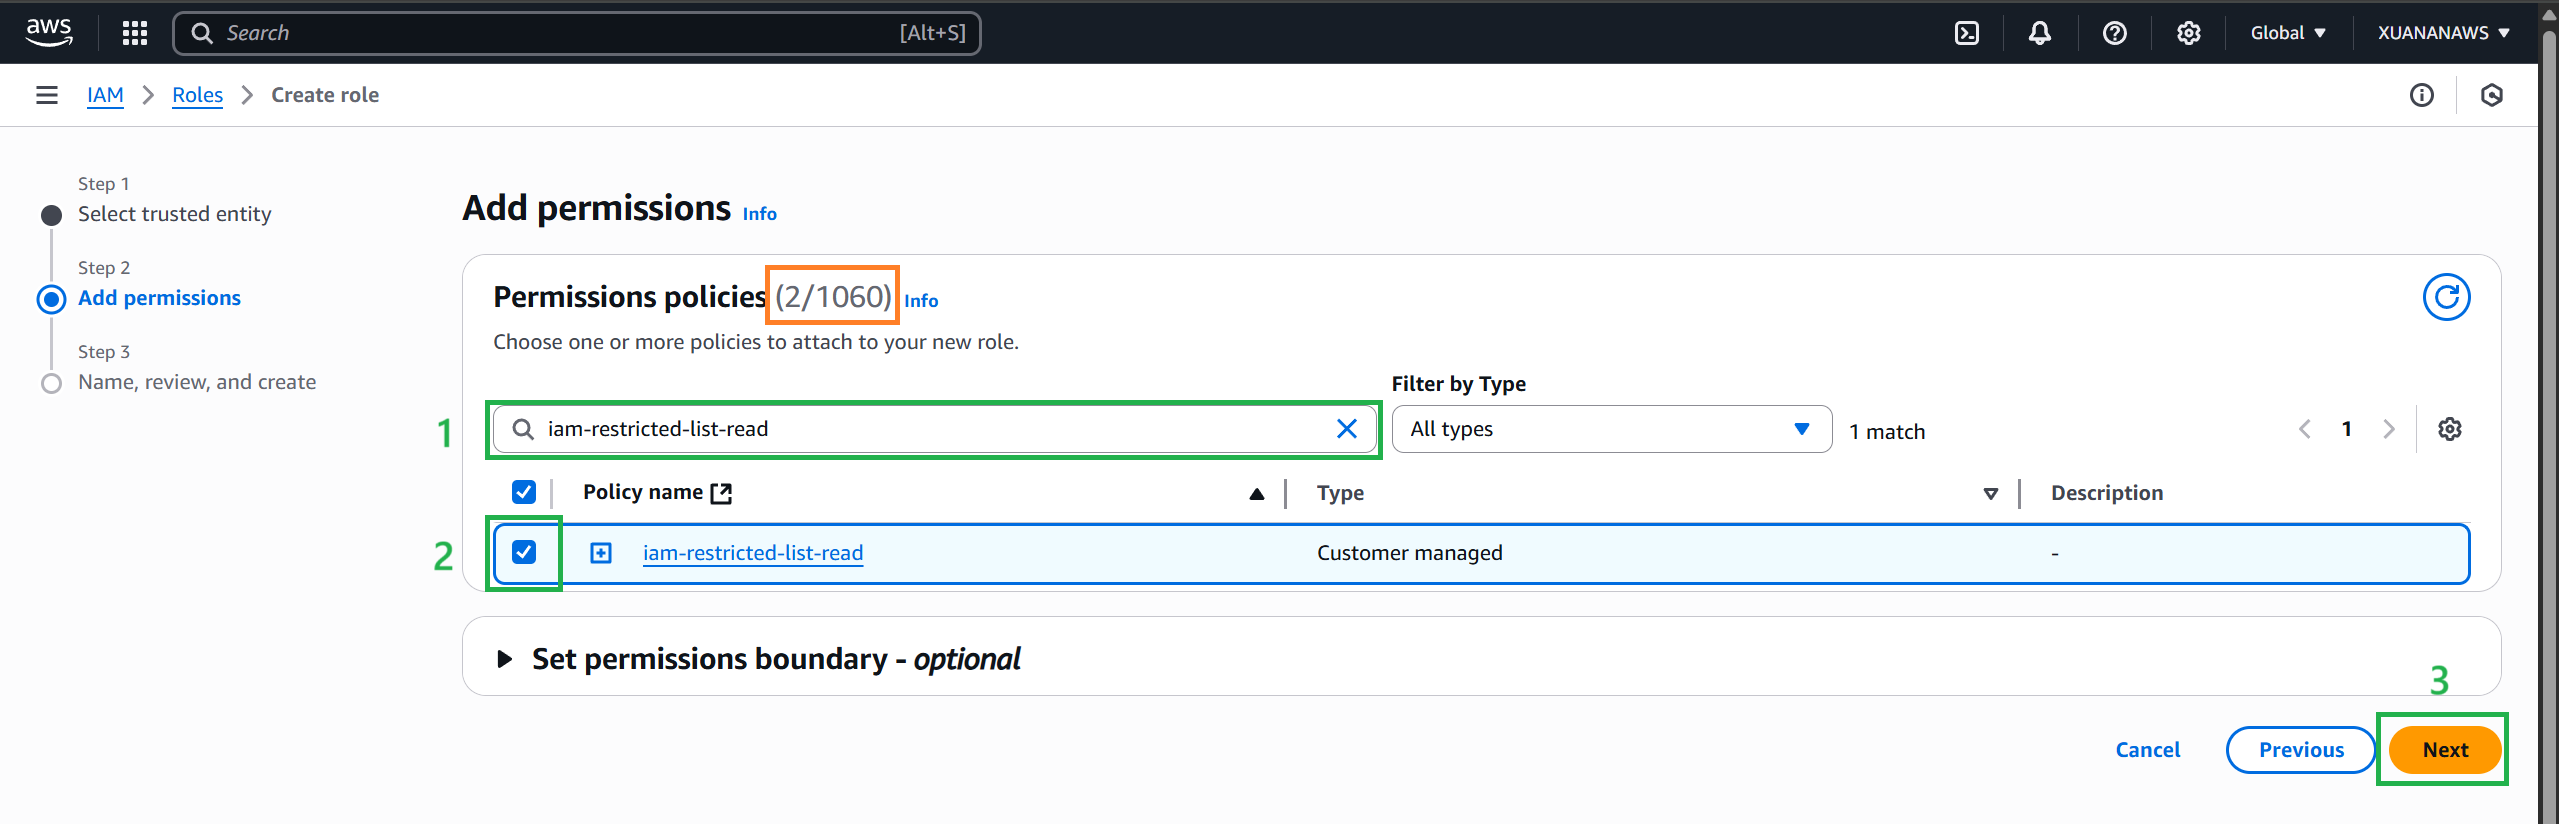 aws Search [Alt+S] Global XUANANAWS
IAM Roles Create role
Step 1
Select trusted entity
Step 2
Add permissions
Step 3
Name, review, and create
Add permissions Info
Permissions policies (2/1060) Info
Choose one or more policies to attach to your new role.
Filter by Type
1 iam-restricted-list-read All types 1 match 1
Policy name Type Description
2 iam-restricted-list-read Customer managed -
Set permissions boundary - optional
3
Cancel Previous Next